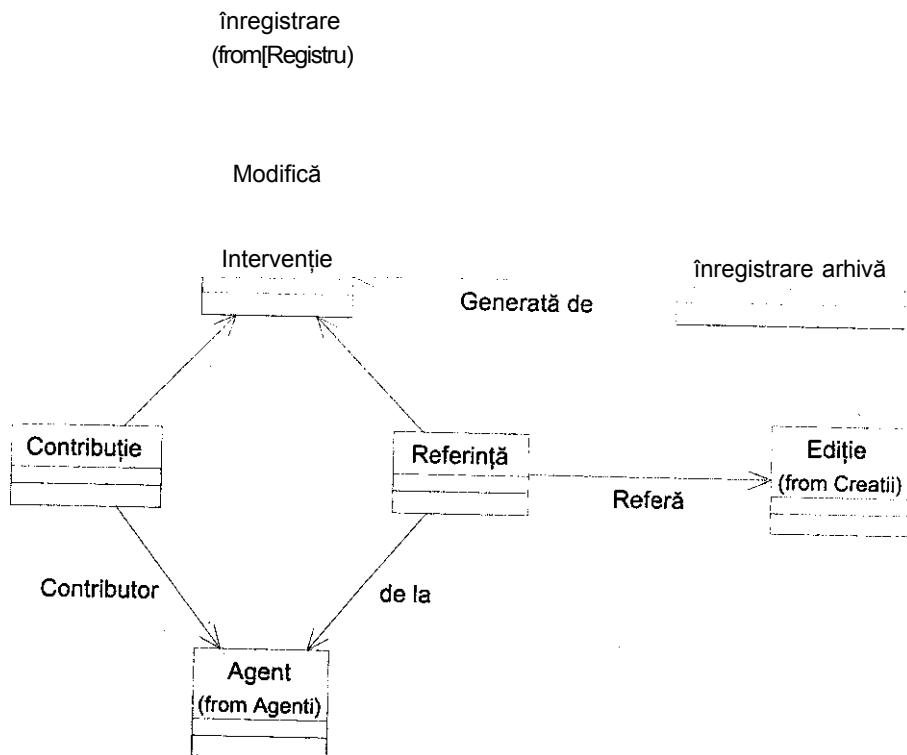 înregistrare
(from[Registru)
Modifică
Intervenție
înregistrare arhivă
Generată de
Contribuție
Referință
Ediție
(from Creatii)
Referă
Contributor
de la
Agent
(from Agenti)